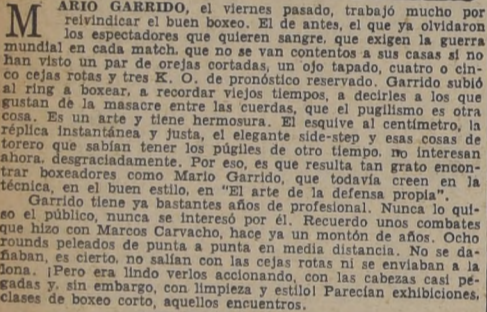 MARIO GARRIDO, el viernes pasado, trabajó mucho por
reivindicar el buen boxeo. El de antes, el que ya olvidaron
los espectadores que quieren sangre, que exigen la guerra
mundial en cada match, que no se van contentos a sus casas si no
han visto un par de orejas cortadas, un ojo tapado, cuatro o cin-
co cejas rotas y tres K. O. de pronóstico reservado. Garrido subió
al ring a boxear, a recordar viejos tiempos, a decirles a los que
gustan de la masacre entre las cuerdas, que el pugilismo es otra
cosa. Es un arte y tiene hermosura. El esquive al centímetro, la
réplica instantánea y justa, el elegante side-step y esas cosas de
torero que sabían tener los púgiles de otro tiempo, no interesan
ahora, desgraciadamente. Por eso, es que resulta tan grato encon-
trar boxeadores como Mario Garrido, que todavía creen en la
técnica, en el buen estilo, en "El arte de la defensa propia".
Garrido tiene ya bastantes años de profesional. Nunca lo qui-
so el público, nunca se interesó por él. Recuerdo unos combates
que hizo con Marcos Carvacho, hace ya un montón de años. Ocho
rounds peleados de punta a punta en media distancia. No se da-
ñaban, es cierto, no salían con las cejas rotas ni se enviaban a la
lona. ¡Pero era lindo verlos accionando, con las cabezas casi pe-
gadas y, sin embargo, con limpieza y estilo! Parecían exhibiciones,
clases de boxeo corto, aquellos encuentros.